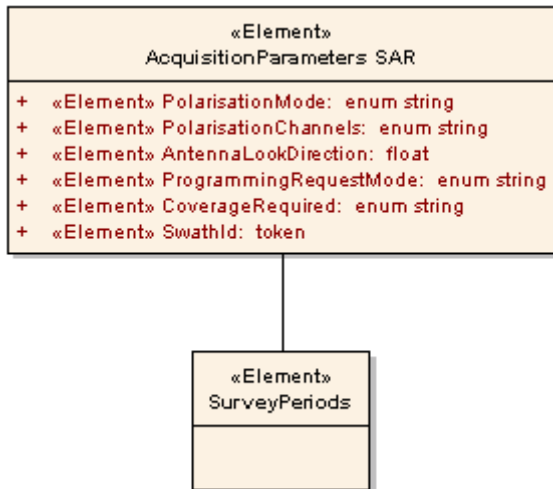 «Element»
AcquisitionParameters SAR
+ «Element» PolarisationMode: enum string
+ «Element» PolarisationChannels: enum string
+ «Element» AntennaLookDirection: float
+ «Element» ProgrammingRequestMode: enum string
+ «Element» CoverageRequired: enum string
+ «Element» SwathId: token
«Element»
SurveyPeriods